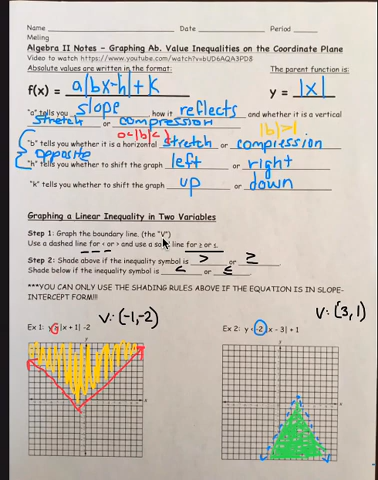 Name Date Period
Meling
Algebra II Notes – Graphing Ab. Value Inequalities on the Coordinate Plane
Video to watch https://www.youtube.com/watch?v=bUD6AQA3PD8
Absolute values are written in the format: The parent function is:
f(x) = a|bx-h|+k y = |x|
"a" tells you slope how it reflects and whether it is a vertical
stretch or compression
0<|b|<1 |b|>1
"b" tells you whether it is a horizontal stretch or compression
opposite
"h" tells you whether to shift the graph left or right
"k" tells you whether to shift the graph up or down
Graphing a Linear Inequality in Two Variables
Step 1: Graph the boundary line. (the "V")
Use a dashed line for < or > and use a solid line for ≥ or ≤.
Step 2: Shade above if the inequality symbol is > or ≥
Shade below if the inequality symbol is < or ≤
***YOU CAN ONLY USE THE SHADING RULES ABOVE IF THE EQUATION IS IN SLOPE-
INTERCEPT FORM!!!
V: (-1,-2) V: (3,1)
Ex 1: y |x + 1| -2 Ex 2: y < -2|x – 3| + 1